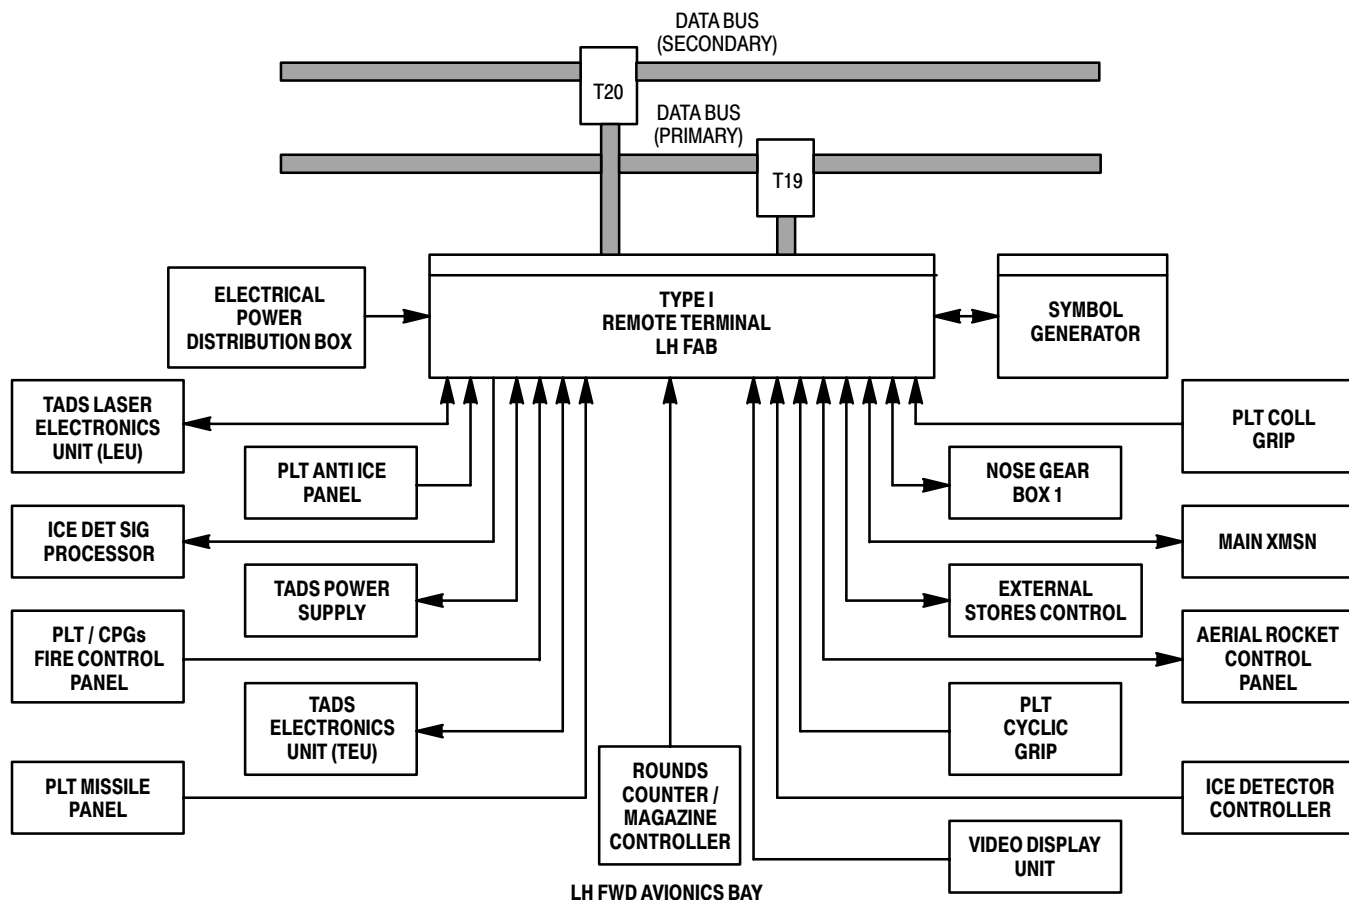 DATA BUS
(SECONDARY)
T20
DATA BUS
(PRIMARY)
T19
ELECTRICAL
POWER
DISTRIBUTION BOX
TYPE I
REMOTE TERMINAL
LH FAB
SYMBOL
GENERATOR
TADS LASER
ELECTRONICS
UNIT (LEU)
PLT COLL
GRIP
PLT ANTI ICE
PANEL
NOSE GEAR
BOX 1
ICE DET SIG
PROCESSOR
MAIN XMSN
TADS POWER
SUPPLY
EXTERNAL
STORES CONTROL
PLT / CPGs
FIRE CONTROL
PANEL
AERIAL ROCKET
CONTROL
PANEL
TADS
ELECTRONICS
UNIT (TEU)
PLT
CYCLIC
GRIP
PLT MISSILE
PANEL
ROUNDS
COUNTER /
MAGAZINE
CONTROLLER
ICE DETECTOR
CONTROLLER
VIDEO DISPLAY
UNIT
LH FWD AVIONICS BAY